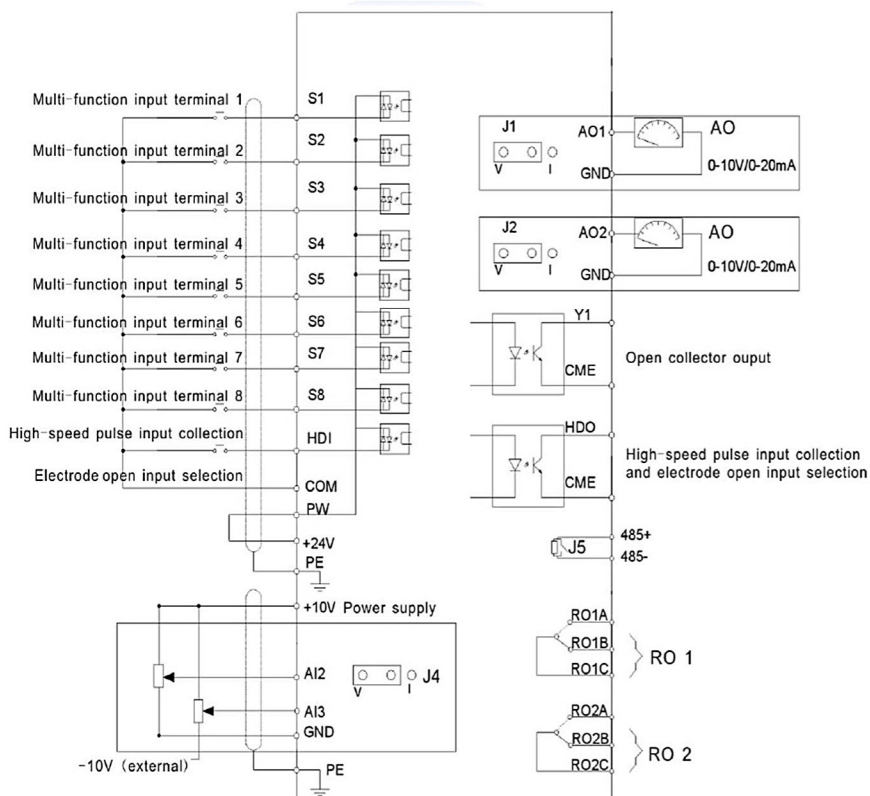 Multi-function input terminal 1
S1
Multi-function input terminal 2
S2
Multi-function input terminal 3
S3
Multi-function input terminal 4
S4
Multi-function input terminal 5
S5
Multi-function input terminal 6
S6
Multi-function input terminal 7
S7
Multi-function input terminal 8
S8
High-speed pulse input collection
HDI
Electrode open input selection
COM
PW
+24V
PE
+10V Power supply
AI2
V
I
J4
AI3
GND
-10V (external)
PE
J1
V
I
AO1
AO
GND
0-10V/0-20mA
J2
V
I
AO2
AO
GND
0-10V/0-20mA
Y1
CME
Open collector ouput
HDO
CME
High-speed pulse input collection
and electrode open input selection
J5
485+
485-
RO1A
RO1B
RO1C
RO 1
RO2A
RO2B
RO2C
RO 2